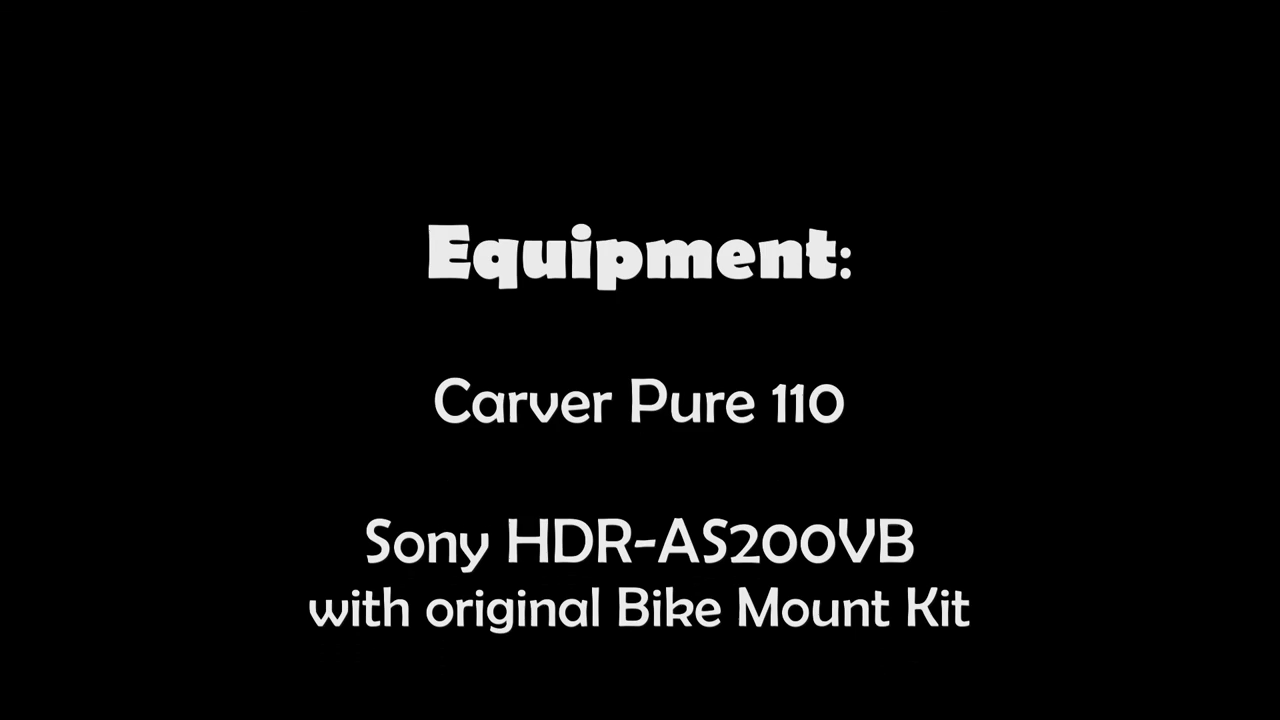 Equipment:
Carver Pure 110
Sony HDR-AS200VB
with original Bike Mount Kit